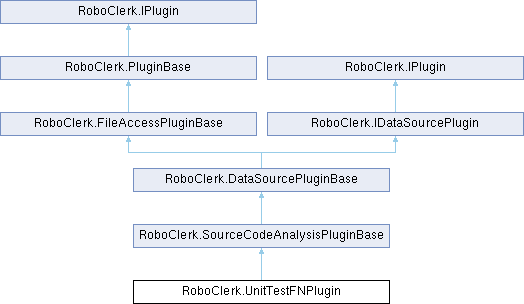 RoboClerk.IPlugin
RoboClerk.PluginBase
RoboClerk.IPlugin
RoboClerk.FileAccessPluginBase
RoboClerk.IDataSourcePlugin
RoboClerk.DataSourcePluginBase
RoboClerk.SourceCodeAnalysisPluginBase
RoboClerk.UnitTestFNPlugin